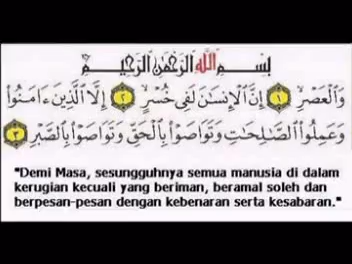 بِسْمِ اللَّهِ الرَّحْمَٰنِ الرَّحِيمِ
وَالْعَصْرِ ۝١ إِنَّ الْإِنسَانَ لَفِي خُسْرٍ ۝٢ إِلَّا الَّذِينَ ءَامَنُوا
وَعَمِلُوا الصَّالِحَاتِ وَتَوَاصَوْا بِالْحَقِّ وَتَوَاصَوْا بِالصَّبْرِ ۝٣
"Demi Masa, sesungguhnya semua manusia di dalam
kerugian kecuali yang beriman, beramal soleh dan
berpesan-pesan dengan kebenaran serta kesabaran."